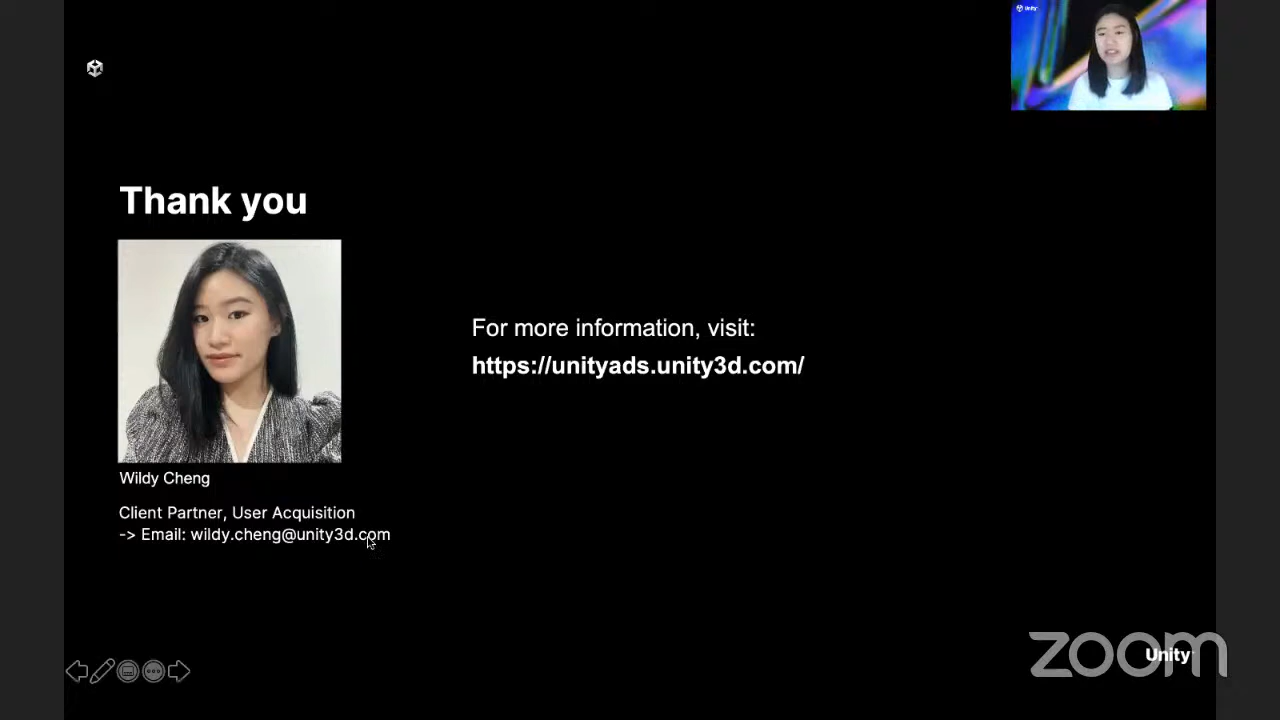 Unity
Thank you
For more information, visit:
https://unityads.unity3d.com/
Wildy Cheng
Client Partner, User Acquisition
-> Email: wildy.cheng@unity3d.com
zoom
Unity